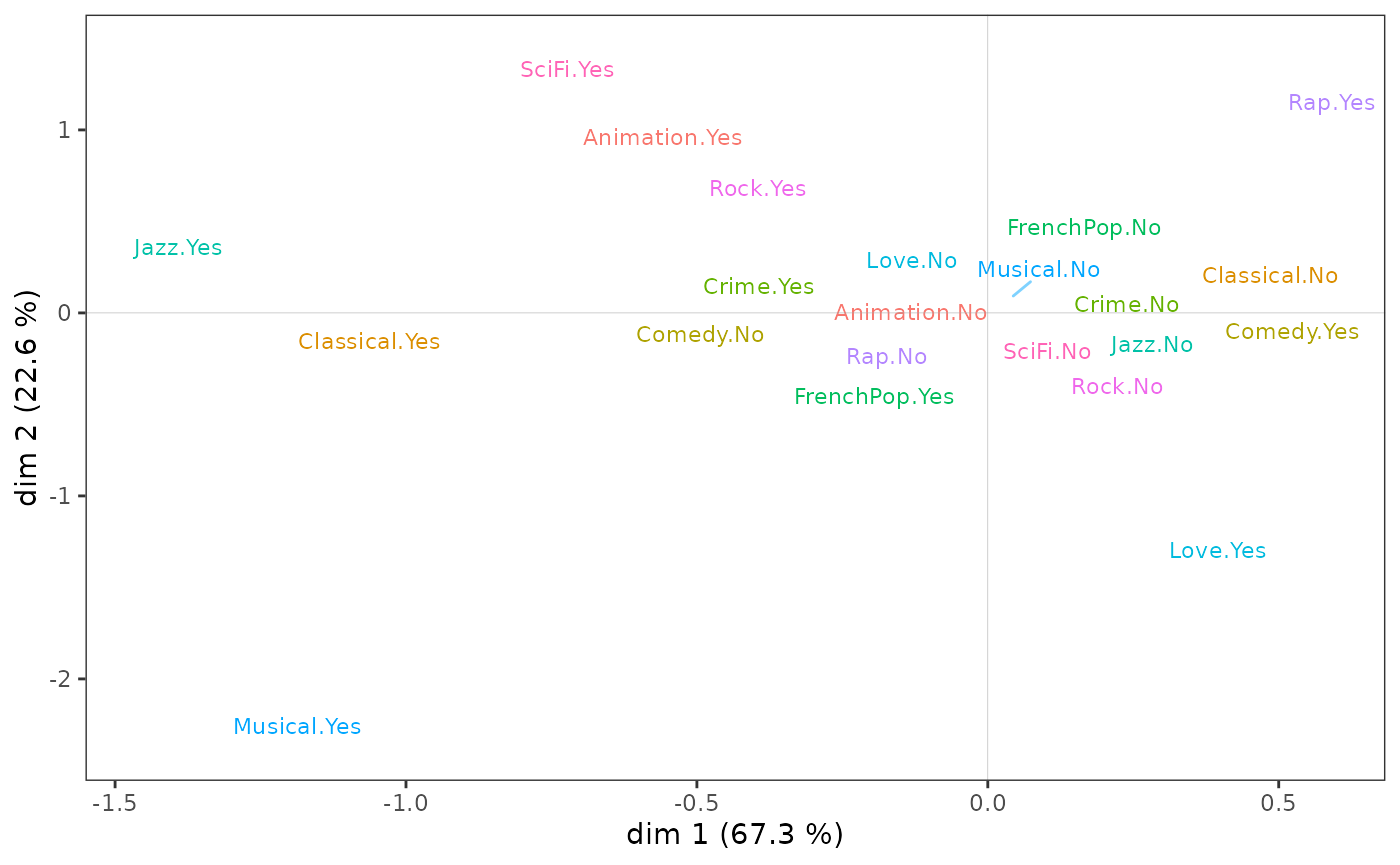 SciFi.Yes
Rap.Yes
1
Animation.Yes
Rock.Yes
FrenchPop.No
Jazz.Yes
Love.No
Musical.No
Classical.No
Crime.Yes
Crime.No
0
Animation.No
Comedy.No
Comedy.Yes
Classical.Yes
Jazz.No
SciFi.No
Rap.No
Rock.No
FrenchPop.Yes
dim 2 (22.6 %)
-1
Love.Yes
-2
Musical.Yes
-1.5 -1.0 -0.5 0.0 0.5
dim 1 (67.3 %)